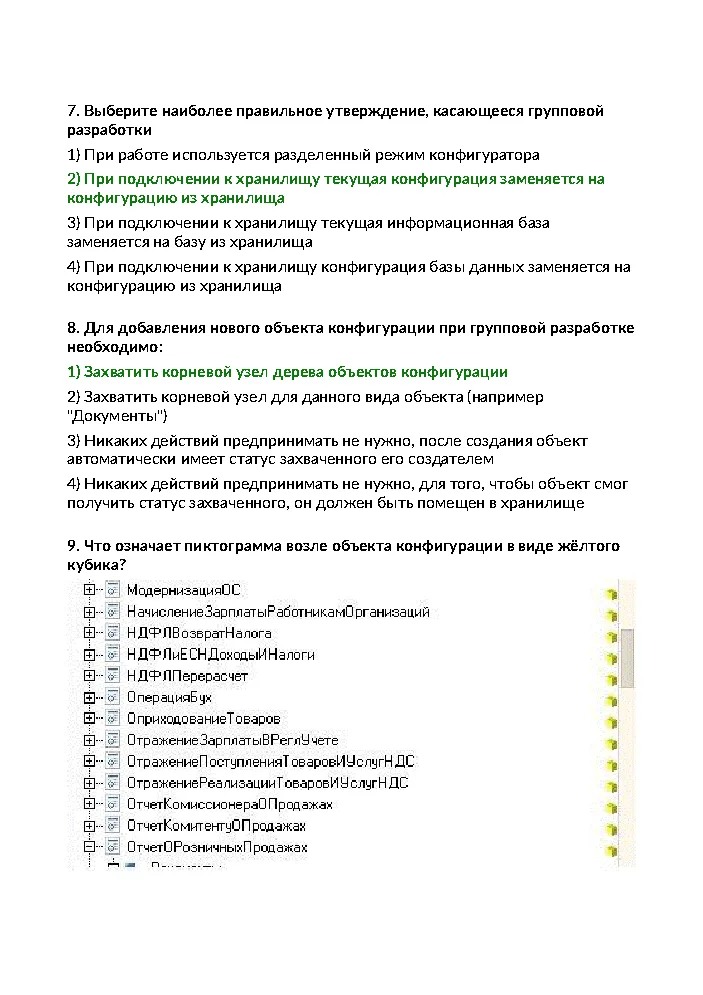 7. Выберите наиболее правильное утверждение, касающееся групповой
разработки
1) При работе используется разделенный режим конфигуратора
2) При подключении к хранилищу текущая конфигурация заменяется на
конфигурацию из хранилища
3) При подключении к хранилищу текущая информационная база
заменяется на базу из хранилища
4) При подключении к хранилищу конфигурация базы данных заменяется на
конфигурацию из хранилища
8. Для добавления нового объекта конфигурации при групповой разработке
необходимо:
1) Захватить корневой узел дерева объектов конфигурации
2) Захватить корневой узел для данного вида объекта (например
"Документы")
3) Никаких действий предпринимать не нужно, после создания объект
автоматически имеет статус захваченного его создателем
4) Никаких действий предпринимать не нужно, для того, чтобы объект смог
получить статус захваченного, он должен быть помещен в хранилище
9. Что означает пиктограмма возле объекта конфигурации в виде жёлтого
кубика?
МодернизацияОС
НачислениеЗарплатыРаботникамОрганизаций
НДФЛВозвратНалога
НДФЛиЕСНДоходыИНалоги
НДФЛПерерасчет
ОперацияБух
ОприходованиеТоваров
ОтражениеЗарплатыВРеглУчете
ОтражениеПоступленияТоваровИУслугНДС
ОтражениеРеализацииТоваровИУслугНДС
ОтчетКомиссионераОПродажах
ОтчетКомитентуОПродажах
ОтчетОРозничныхПродажах